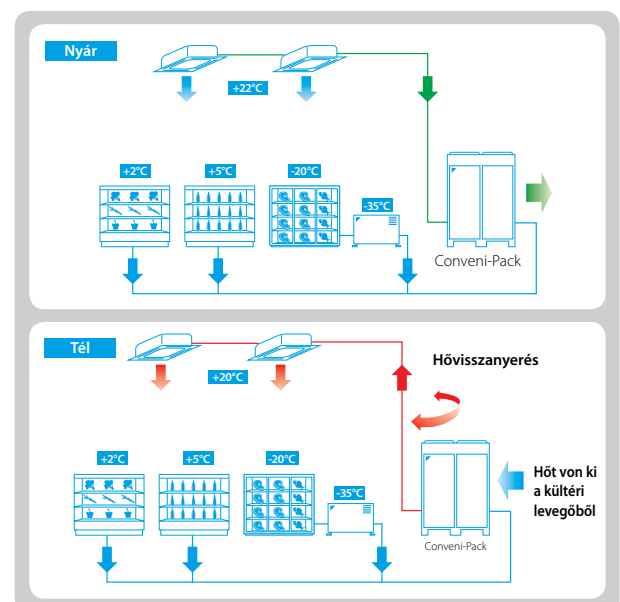 Nyár
+22°C
+2°C
+5°C
-20°C
-35°C
Conveni-Pack
Tél
Hővisszanyerés
+20°C
+2°C
+5°C
-20°C
-35°C
Hőt von ki
a kültéri
levegőből
Conveni-Pack